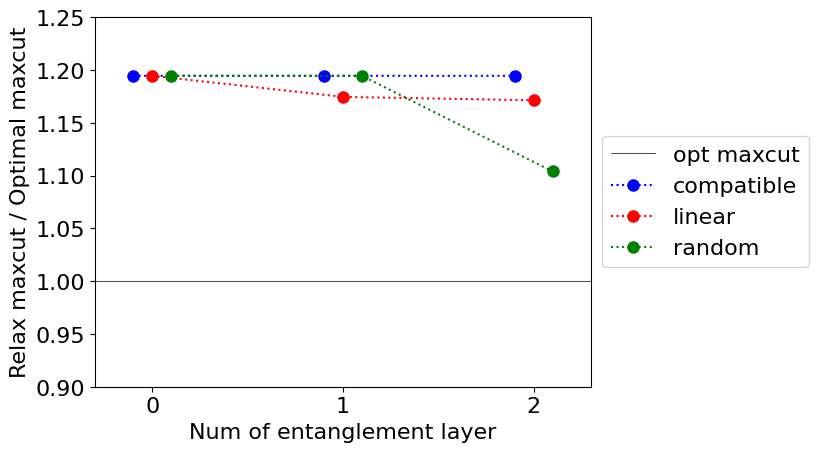 Relax maxcut / Optimal maxcut
1.25
1.20
1.15
1.10
1.05
1.00
0.95
0.90
0
1
2
Num of entanglement layer
opt maxcut
compatible
linear
random